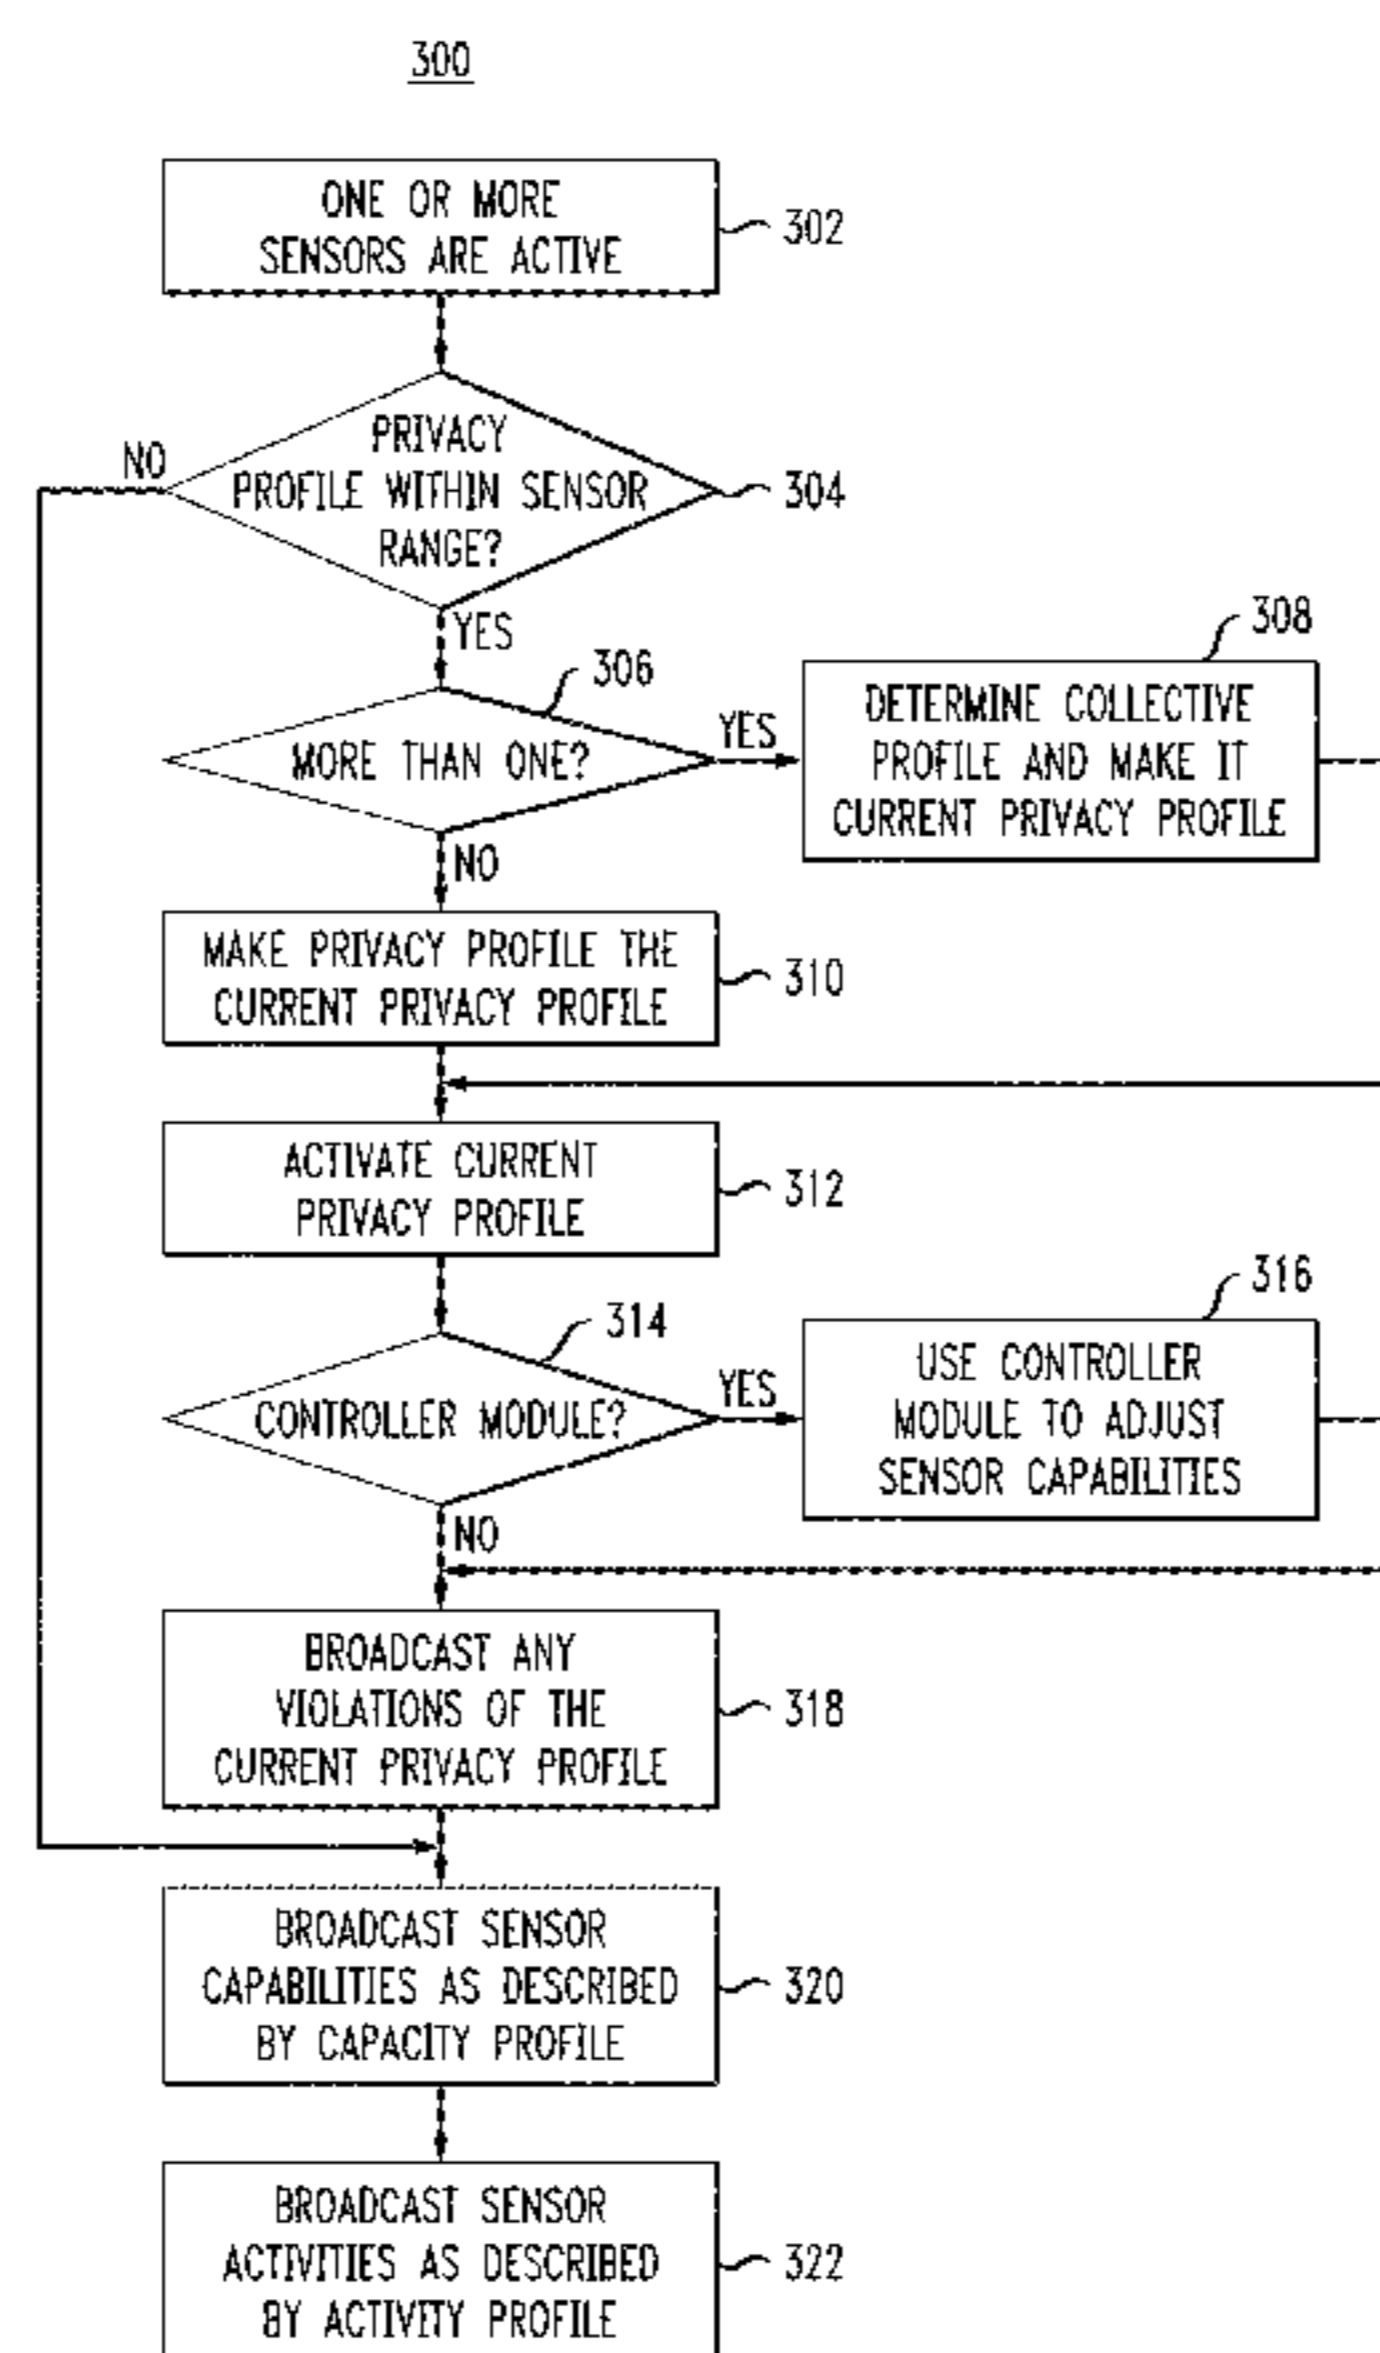 300
ONE OR MORE
SENSORS ARE ACTIVE
302
PRIVACY
PROFILE WITHIN SENSOR
RANGE?
304
NO
YES
306
MORE THAN ONE?
YES
308
DETERMINE COLLECTIVE
PROFILE AND MAKE IT
CURRENT PRIVACY PROFILE
NO
MAKE PRIVACY PROFILE THE
CURRENT PRIVACY PROFILE
310
ACTIVATE CURRENT
PRIVACY PROFILE
312
314
CONTROLLER MODULE?
YES
316
USE CONTROLLER
MODULE TO ADJUST
SENSOR CAPABILITIES
NO
BROADCAST ANY
VIOLATIONS OF THE
CURRENT PRIVACY PROFILE
318
BROADCAST SENSOR
CAPABILITIES AS DESCRIBED
BY CAPACITY PROFILE
320
BROADCAST SENSOR
ACTIVITIES AS DESCRIBED
BY ACTIVITY PROFILE
322